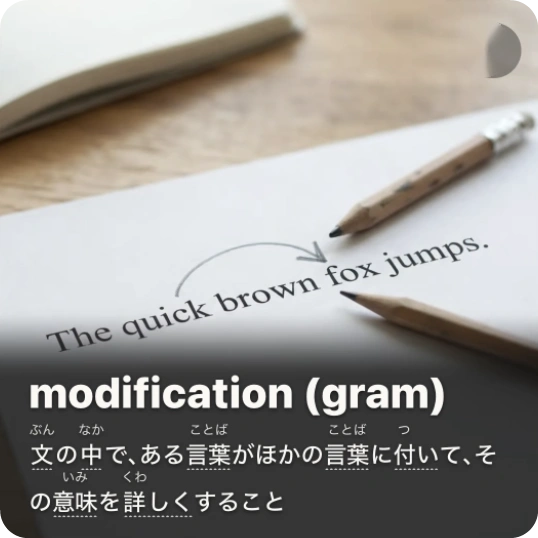 The quick brown fox jumps.
modification (gram)
ぶん なか ことば ことば つ
文の中で、ある言葉がほかの言葉に付いて、そ
いみ くわ
の意味を詳しくすること